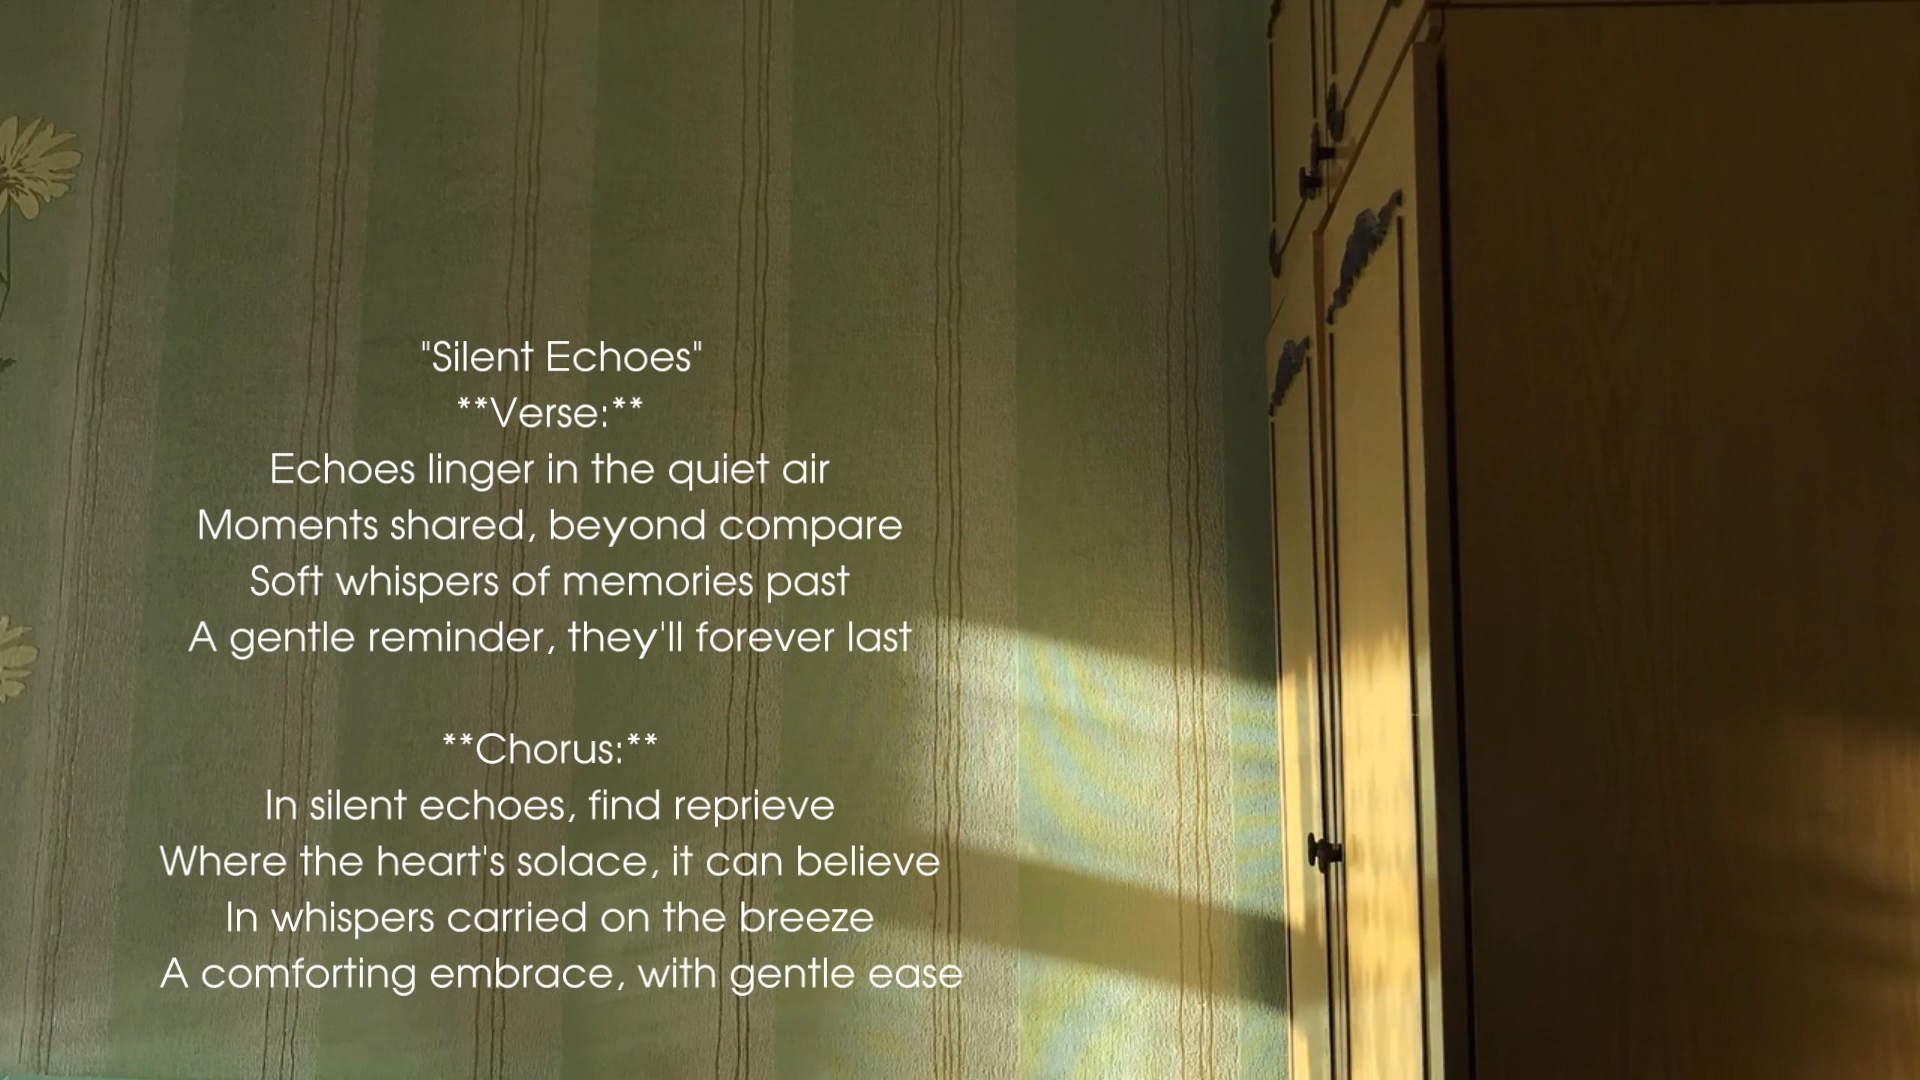 "Silent Echoes"
**Verse:**
Echoes linger in the quiet air
Moments shared, beyond compare
Soft whispers of memories past
A gentle reminder, they'll forever last
**Chorus:**
In silent echoes, find reprieve
Where the heart's solace, it can believe
In whispers carried on the breeze
A comforting embrace, with gentle ease